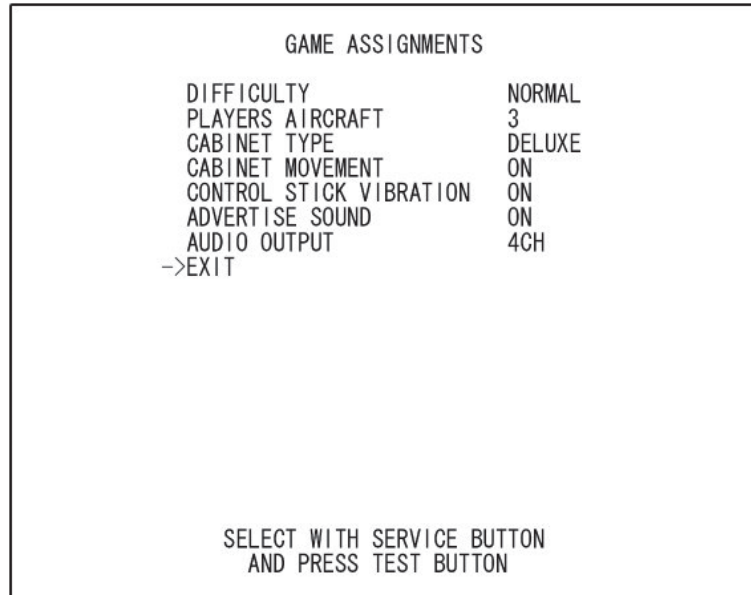 GAME ASSIGNMENTS
DIFFICULTY NORMAL
PLAYERS AIRCRAFT 3
CABINET TYPE DELUXE
CABINET MOVEMENT ON
CONTROL STICK VIBRATION ON
ADVERTISE SOUND ON
AUDIO OUTPUT 4CH
->EXIT
SELECT WITH SERVICE BUTTON
AND PRESS TEST BUTTON